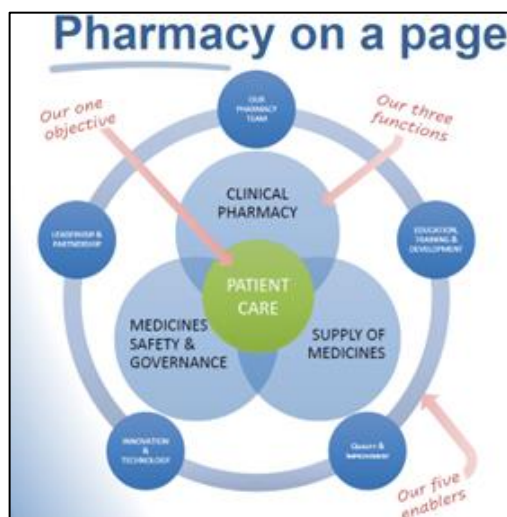 Pharmacy on a page
Our one
objective
OUR
PHARMACY
TEAM
Our three
functions
CLINICAL
PHARMACY
LEADERSHIP &
PARTNERSHIP
EDUCATION,
TRAINING &
DEVELOPMENT
PATIENT
CARE
MEDICINES
SAFETY &
GOVERNANCE
SUPPLY OF
MEDICINES
INNOVATION
&
TECHNOLOGY
QUALITY &
IMPROVEMENT
Our five
enablers